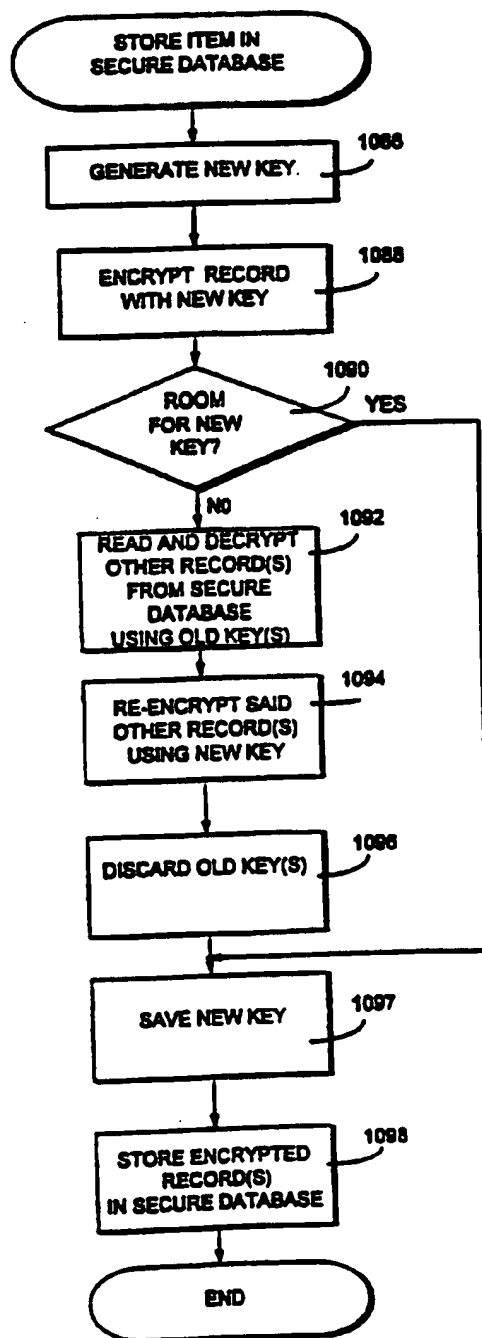 STORE ITEM IN
SECURE DATABASE
1086
GENERATE NEW KEY.
1088
ENCRYPT RECORD
WITH NEW KEY
1090
ROOM
FOR NEW
KEY?
YES
NO
1092
READ AND DECRYPT
OTHER RECORD(S)
FROM SECURE
DATABASE
USING OLD KEY(S)
1094
RE-ENCRYPT SAID
OTHER RECORD(S)
USING NEW KEY
1096
DISCARD OLD KEY(S)
1097
SAVE NEW KEY
1098
STORE ENCRYPTED
RECORD(S)
IN SECURE DATABASE
END